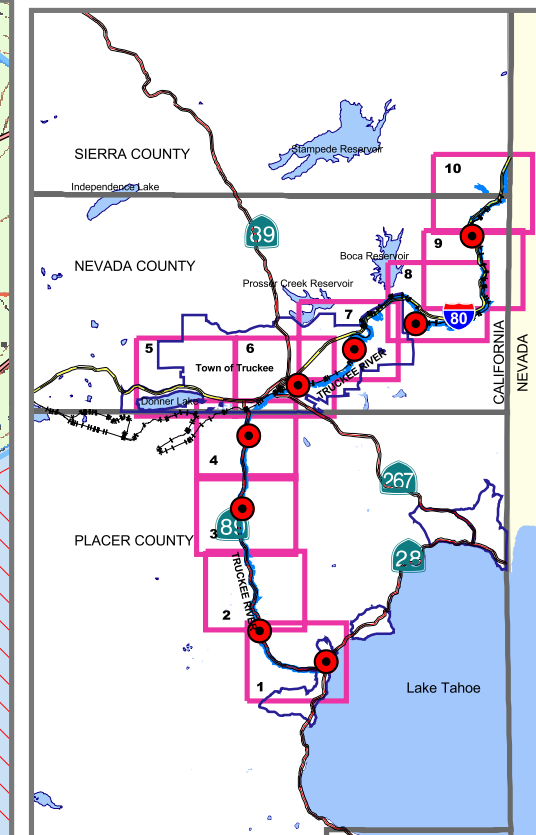 Stampede Reservoir
SIERRA COUNTY
10
Independence Lake
89
9
Boca Reservoir
NEVADA COUNTY
8
Prosser Creek Reservoir
7
80
5
6
CALIFORNIA
NEVADA
Town of Truckee
TRUCKEE RIVER
Donner Lake
4
267
3
89
PLACER COUNTY
28
TRUCKEE RIVER
2
1
Lake Tahoe